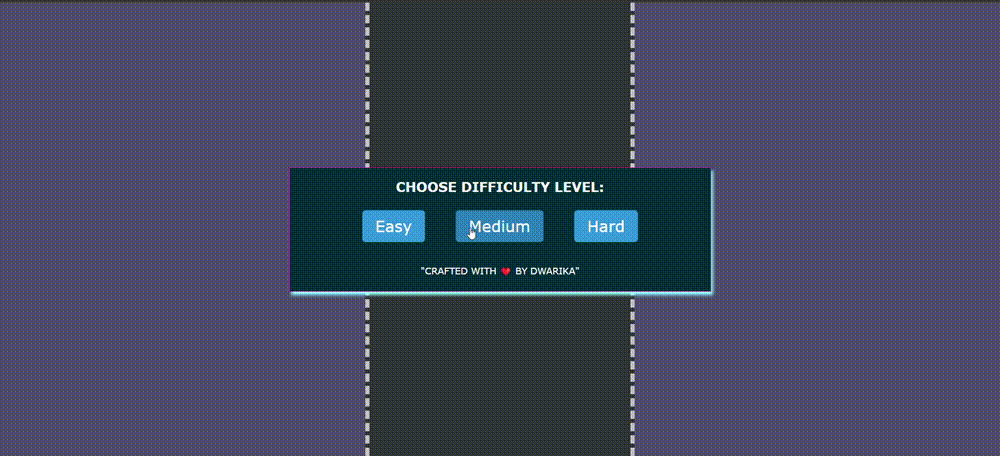 CHOOSE DIFFICULTY LEVEL:
Easy Medium Hard
"CRAFTED WITH ❤ BY DWARIKA"